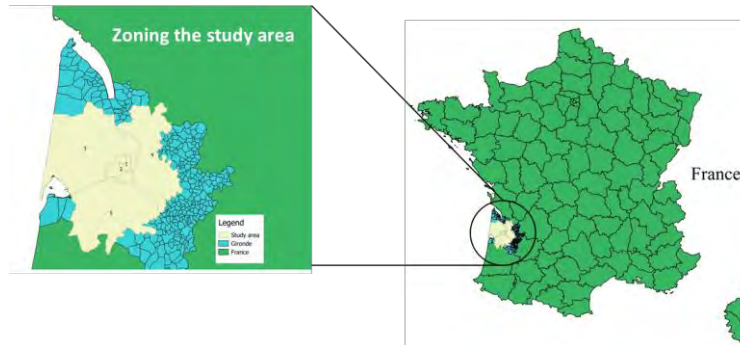 Zoning the study area
Legend
Study area
Gironde
France
France